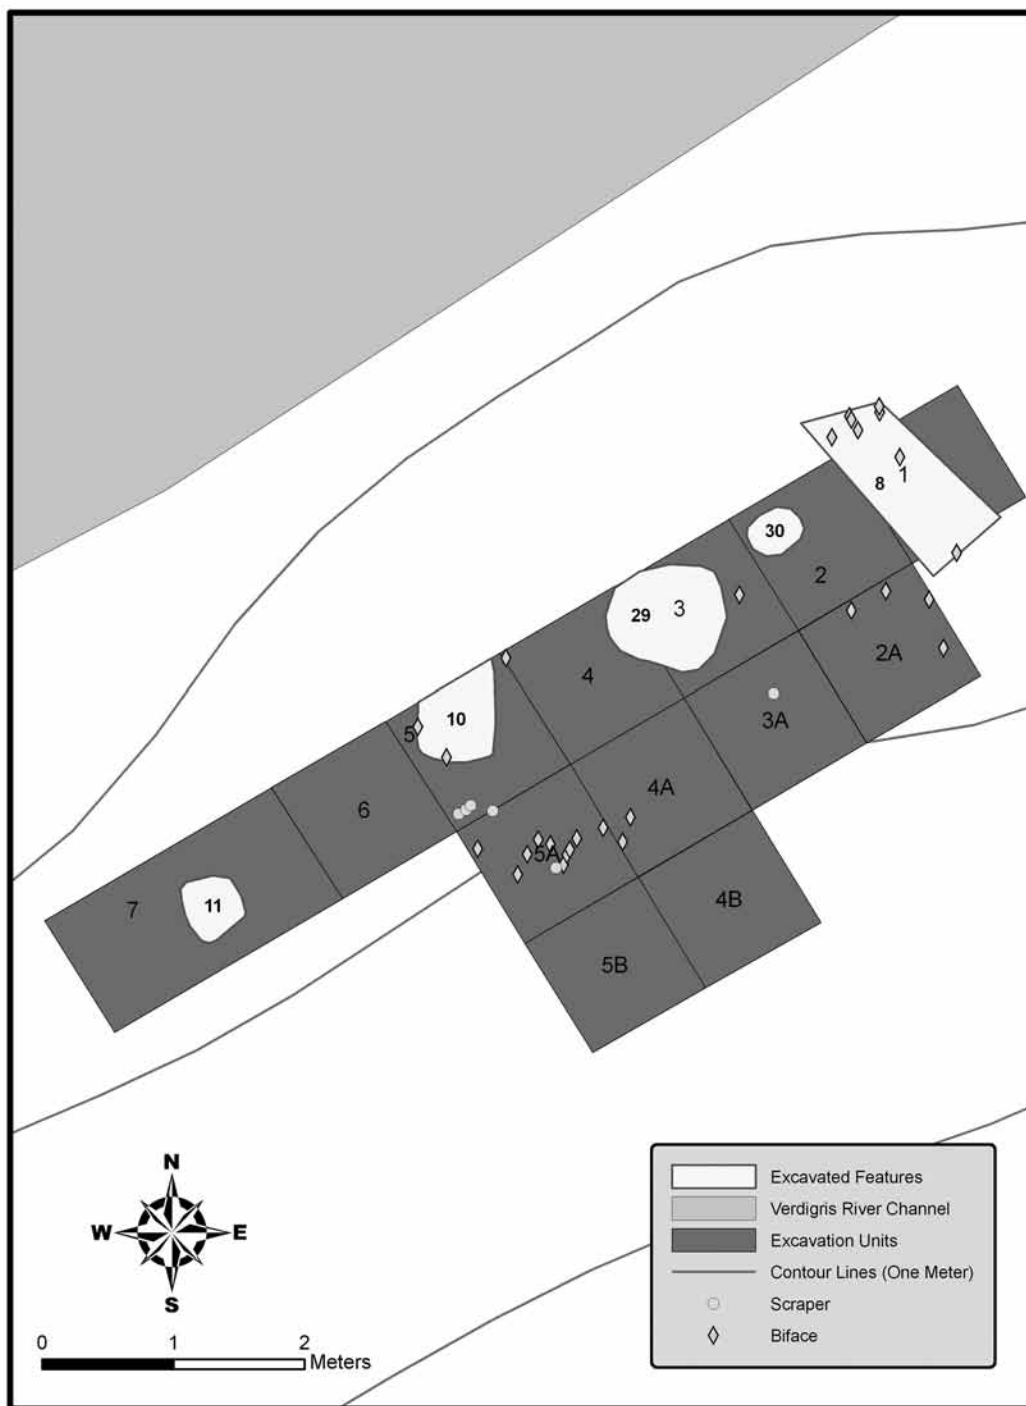 1
8
30
2
29
3
2A
4
3A
10
5
4A
6
5A
4B
11
7
5B
N
W
E
S
0
1
2
Meters
Excavated Features
Verdigris River Channel
Excavation Units
Contour Lines (One Meter)
Scraper
Biface